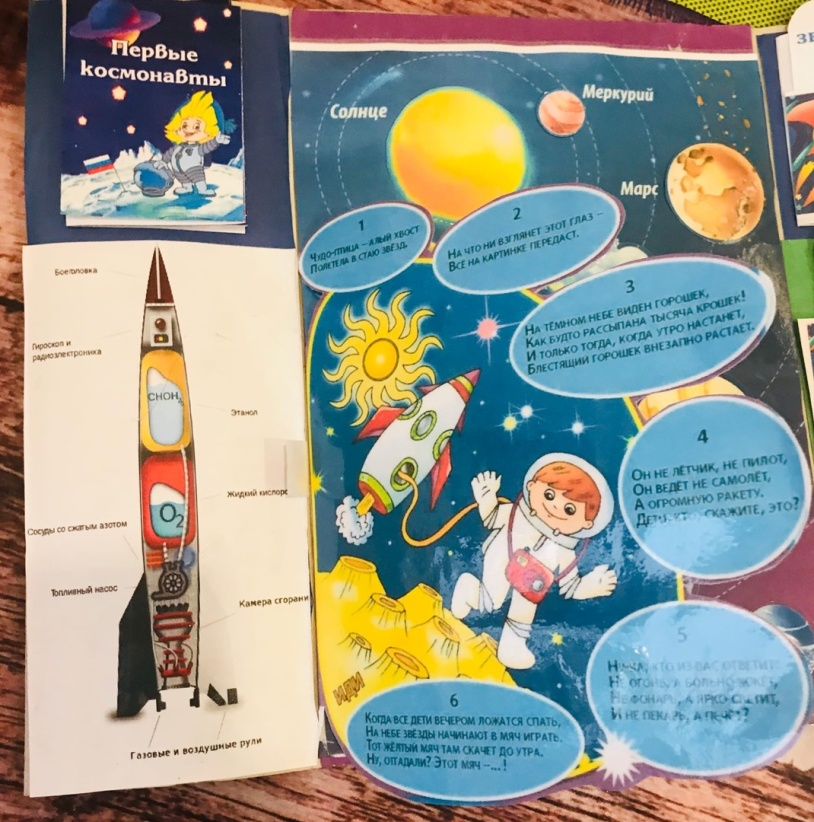 Первые
космонавты
Боеголовка
Гироскоп и
радиоэлектроника
CHOH
Этанол
O₂
Жидкий кислоро
Сосуды со сжатым азотом
Топливный насос
Камера сгорани
Газовые и воздушные рули
Солнце
Меркурий
Марс
1
Чудо-птица – алый хвост
Полетела в стаю звёзд.
2
На что ни взглянет этот глаз –
Всё на картинке передаст.
3
На тёмном небе виден горошек,
Как будто рассыпана тысяча крошек!
И только тогда, когда утро настанет,
Блестящий горошек внезапно растает.
4
Он не лётчик, не пилот,
Он ведёт не самолёт,
А огромную ракету.
Дети, кто, скажите, это?
5
Ну-ка, кто из вас ответит:
Не огонь, а больно жжёт,
Не фонарь, а ярко светит,
И не пекарь, а печёт?
6
Когда все дети вечером ложатся спать,
На небе звёзды начинают в мяч играть.
Тот жёлтый мяч там скачет до утра.
Ну, отгадали? Этот мяч –...!
ИДИ
ЗВ